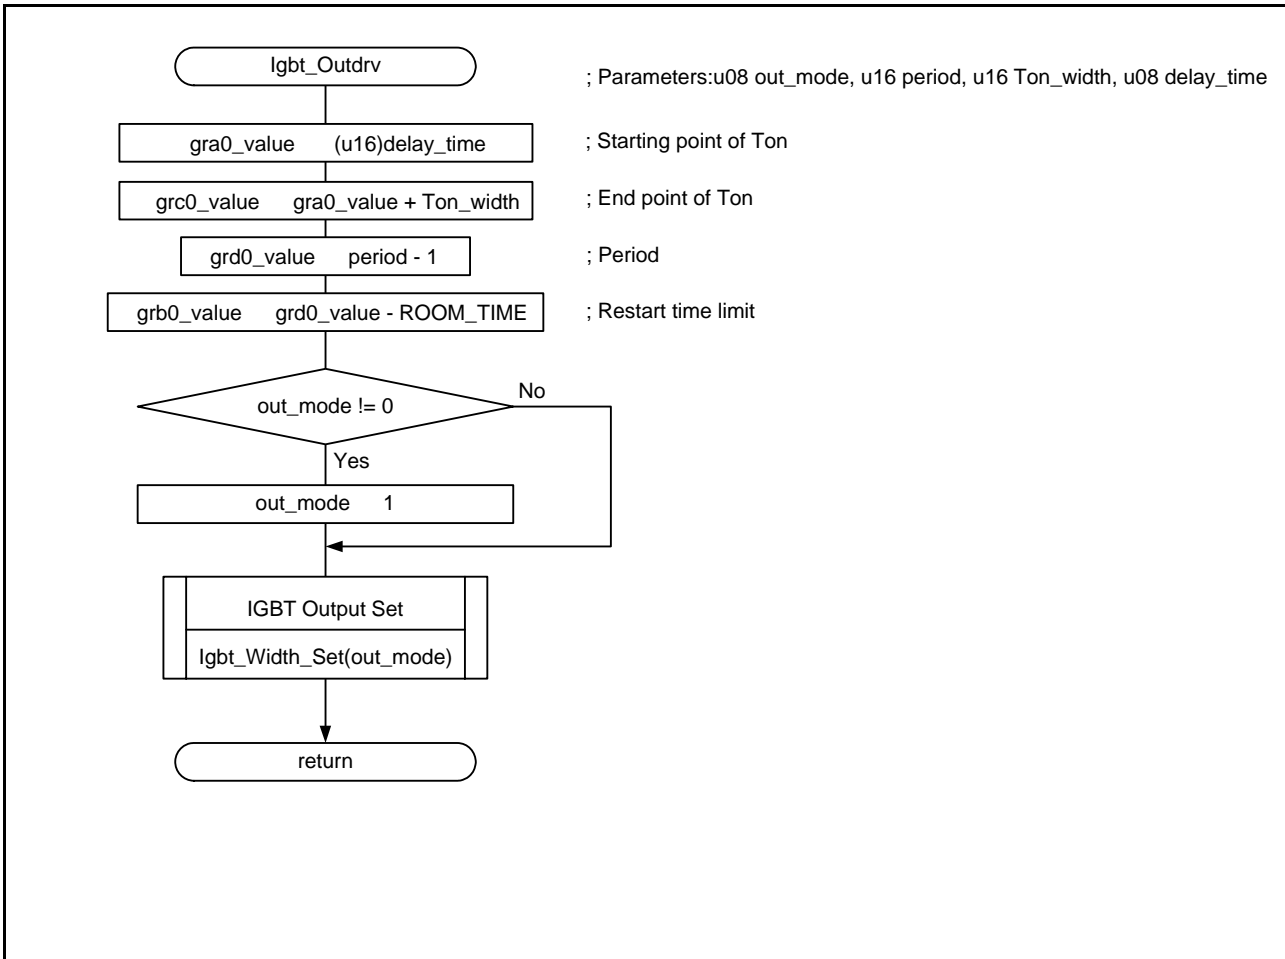 Igbt_Outdrv
; Parameters:u08 out_mode, u16 period, u16 Ton_width, u08 delay_time
gra0_value (u16)delay_time
; Starting point of Ton
grc0_value gra0_value + Ton_width
; End point of Ton
grd0_value period - 1
; Period
grb0_value grd0_value - ROOM_TIME
; Restart time limit
out_mode != 0
No
Yes
out_mode 1
IGBT Output Set
Igbt_Width_Set(out_mode)
return